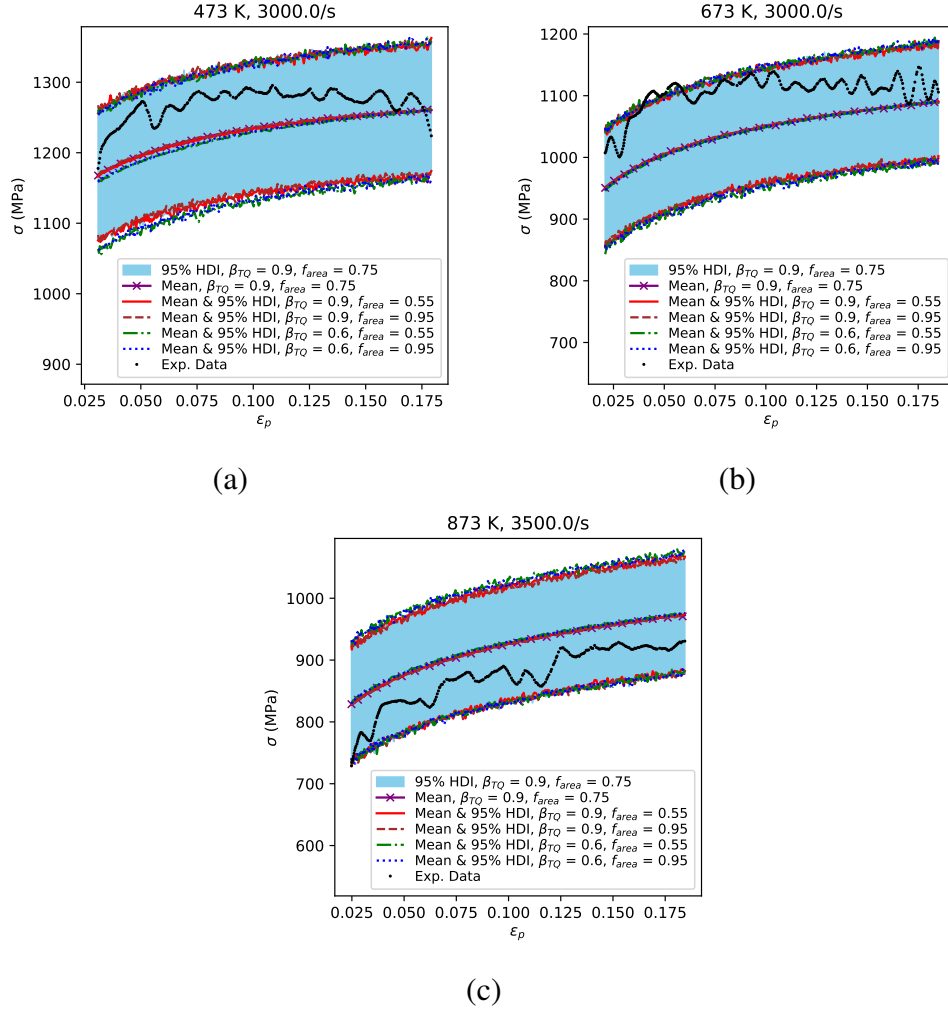 473 K, 3000.0/s
1300
1200
1100
1000
900
σ (MPa)
95% HDI, β_TQ = 0.9, f_area = 0.75
Mean, β_TQ = 0.9, f_area = 0.75
Mean & 95% HDI, β_TQ = 0.9, f_area = 0.55
Mean & 95% HDI, β_TQ = 0.9, f_area = 0.95
Mean & 95% HDI, β_TQ = 0.6, f_area = 0.55
Mean & 95% HDI, β_TQ = 0.6, f_area = 0.95
Exp. Data
0.025 0.050 0.075 0.100 0.125 0.150 0.175
ε_p
(a)
673 K, 3000.0/s
1200
1100
1000
900
800
700
σ (MPa)
95% HDI, β_TQ = 0.9, f_area = 0.75
Mean, β_TQ = 0.9, f_area = 0.75
Mean & 95% HDI, β_TQ = 0.9, f_area = 0.55
Mean & 95% HDI, β_TQ = 0.9, f_area = 0.95
Mean & 95% HDI, β_TQ = 0.6, f_area = 0.55
Mean & 95% HDI, β_TQ = 0.6, f_area = 0.95
Exp. Data
0.025 0.050 0.075 0.100 0.125 0.150 0.175
ε_p
(b)
873 K, 3500.0/s
1000
900
800
700
600
σ (MPa)
95% HDI, β_TQ = 0.9, f_area = 0.75
Mean, β_TQ = 0.9, f_area = 0.75
Mean & 95% HDI, β_TQ = 0.9, f_area = 0.55
Mean & 95% HDI, β_TQ = 0.9, f_area = 0.95
Mean & 95% HDI, β_TQ = 0.6, f_area = 0.55
Mean & 95% HDI, β_TQ = 0.6, f_area = 0.95
Exp. Data
0.025 0.050 0.075 0.100 0.125 0.150 0.175
ε_p
(c)